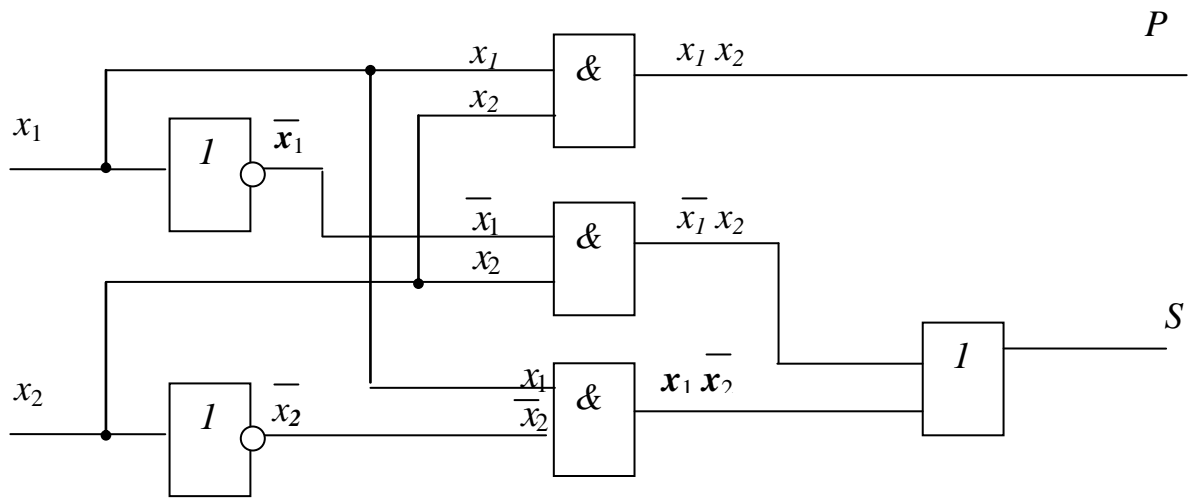 P
x₁ & x₁ x₂
x₂
x₁ 1 x̅₁
x̅₁ & x̅₁ x₂
x₂
S
1
x₂ 1 x̅₂ x₁ & x₁ x̅₂
x̅₂